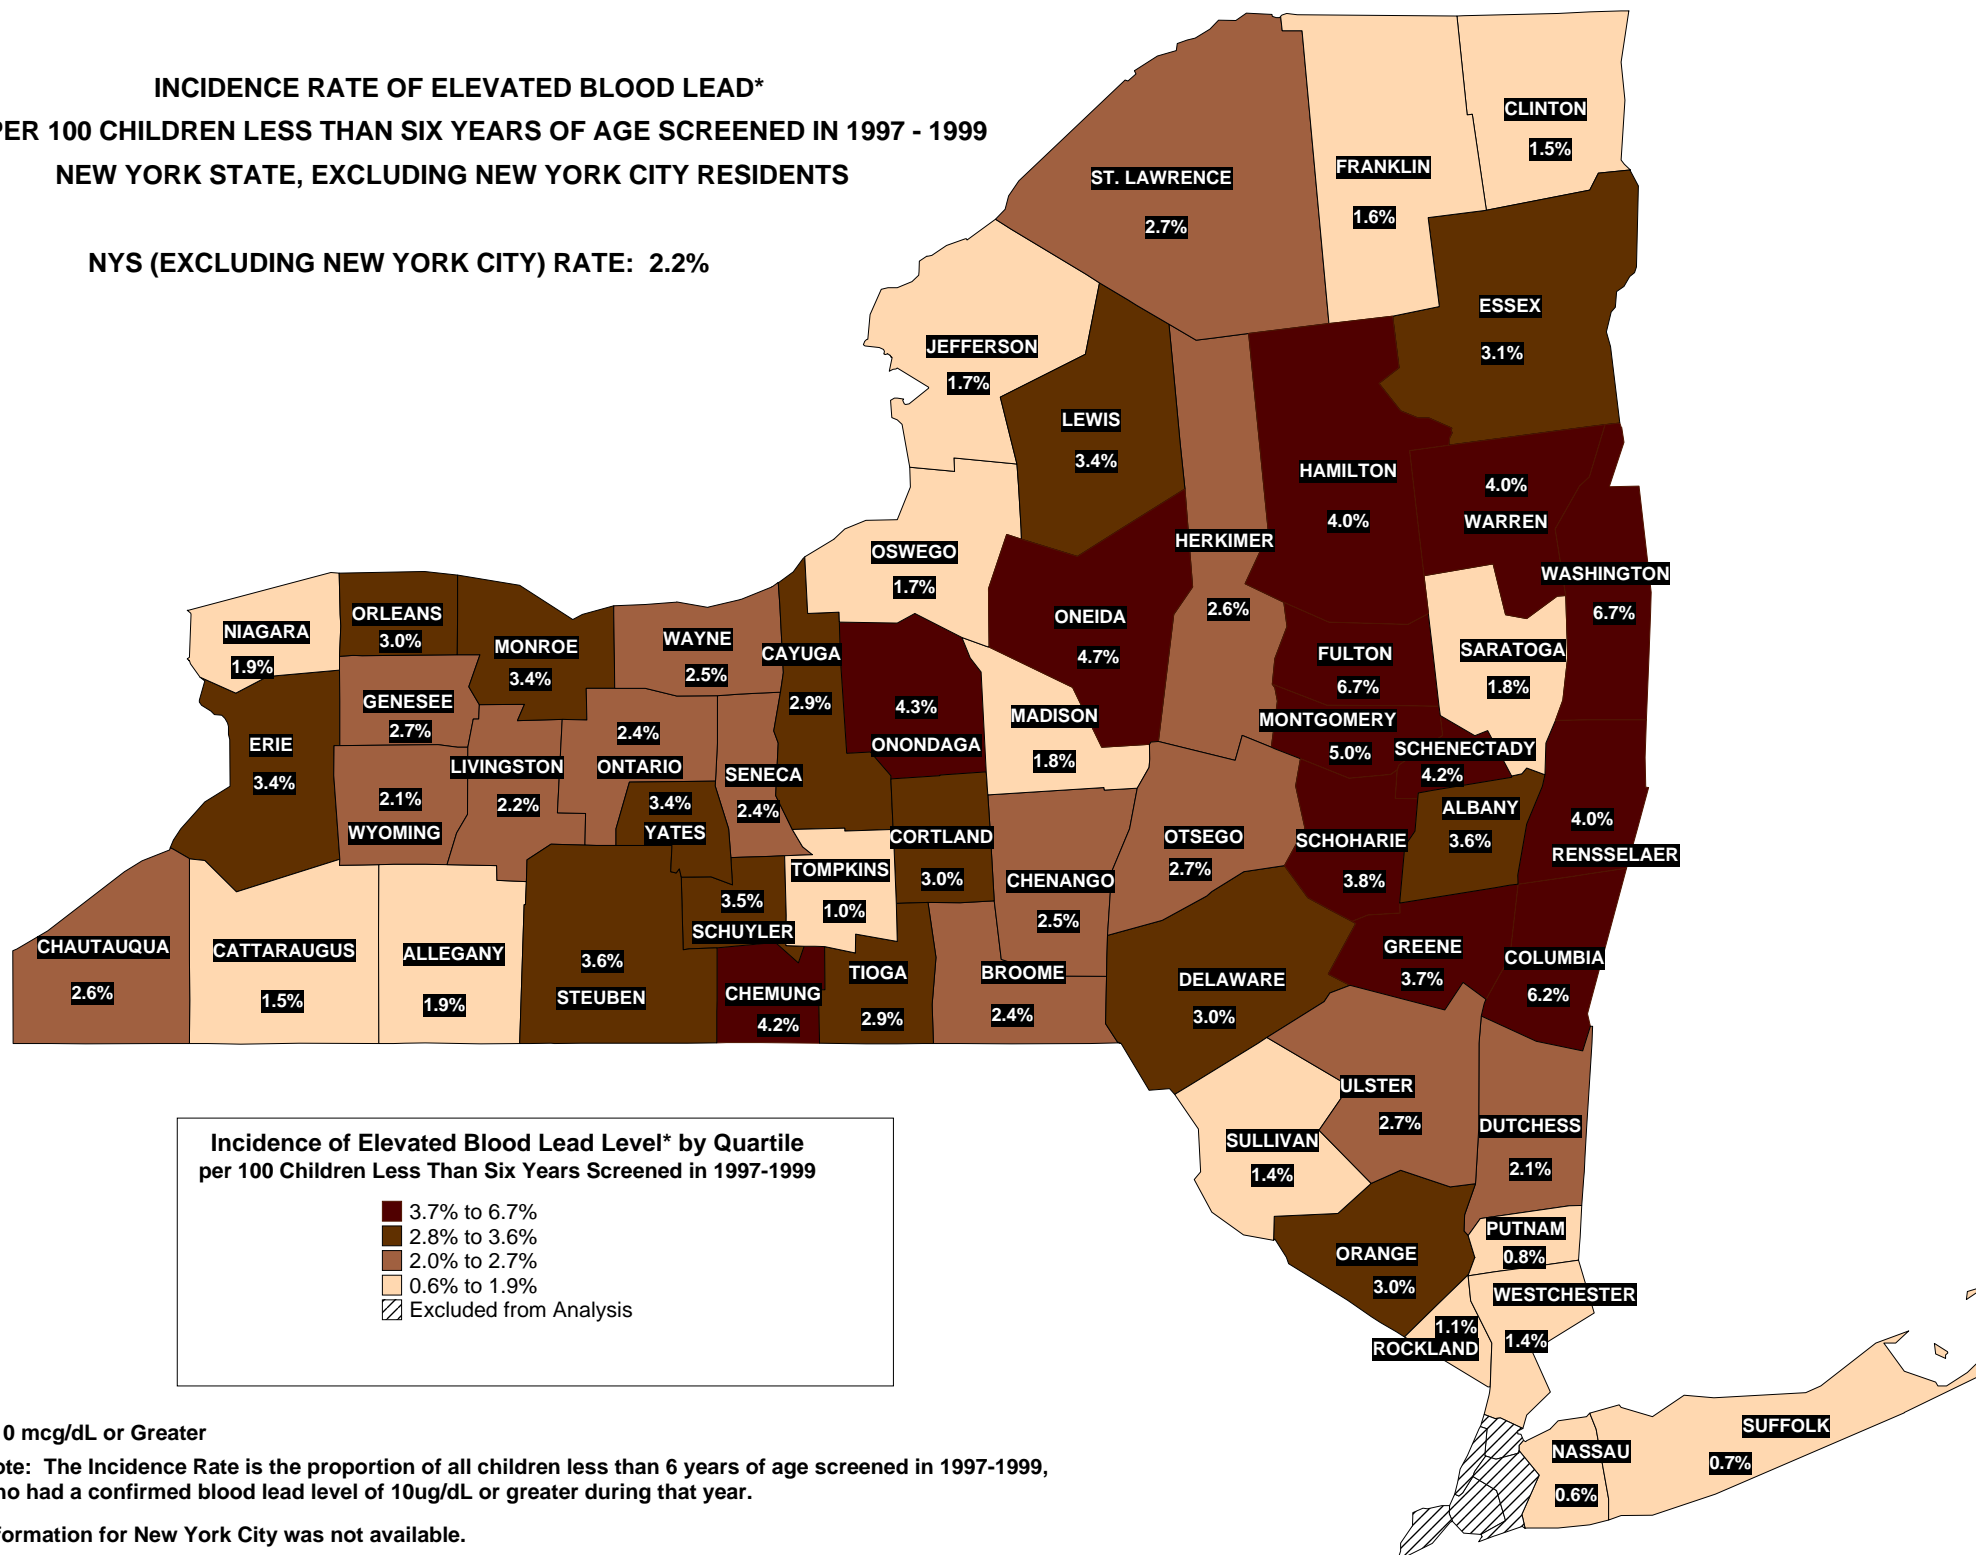 INCIDENCE RATE OF ELEVATED BLOOD LEAD*
PER 100 CHILDREN LESS THAN SIX YEARS OF AGE SCREENED IN 1997 - 1999
NEW YORK STATE, EXCLUDING NEW YORK CITY RESIDENTS
NYS (EXCLUDING NEW YORK CITY) RATE: 2.2%
CLINTON
1.5%
FRANKLIN
1.6%
ST. LAWRENCE
2.7%
ESSEX
3.1%
JEFFERSON
1.7%
LEWIS
3.4%
HAMILTON
4.0%
4.0%
WARREN
HERKIMER
2.6%
OSWEGO
1.7%
ONEIDA
4.7%
WASHINGTON
6.7%
FULTON
6.7%
SARATOGA
1.8%
NIAGARA
1.9%
ORLEANS
3.0%
MONROE
3.4%
WAYNE
2.5%
CAYUGA
2.9%
4.3%
ONONDAGA
MADISON
1.8%
MONTGOMERY
5.0%
SCHENECTADY
4.2%
GENESEE
2.7%
ERIE
3.4%
2.1%
WYOMING
LIVINGSTON
2.2%
2.4%
ONTARIO
3.4%
YATES
SENECA
2.4%
CORTLAND
3.0%
CHENANGO
2.5%
OTSEGO
2.7%
SCHOHARIE
3.8%
ALBANY
3.6%
4.0%
RENSSELAER
TOMPKINS
1.0%
3.5%
SCHUYLER
CHAUTAUQUA
2.6%
CATTARAUGUS
1.5%
ALLEGANY
1.9%
3.6%
STEUBEN
CHEMUNG
4.2%
TIOGA
2.9%
BROOME
2.4%
DELAWARE
3.0%
GREENE
3.7%
COLUMBIA
6.2%
ULSTER
2.7%
DUTCHESS
2.1%
SULLIVAN
1.4%
ORANGE
3.0%
PUTNAM
0.8%
WESTCHESTER
1.4%
1.1%
ROCKLAND
NASSAU
0.6%
SUFFOLK
0.7%
Incidence of Elevated Blood Lead Level* by Quartile
per 100 Children Less Than Six Years Screened in 1997-1999
3.7% to 6.7%
2.8% to 3.6%
2.0% to 2.7%
0.6% to 1.9%
Excluded from Analysis
0 mcg/dL or Greater
ote: The Incidence Rate is the proportion of all children less than 6 years of age screened in 1997-1999,
ho had a confirmed blood lead level of 10ug/dL or greater during that year.
formation for New York City was not available.